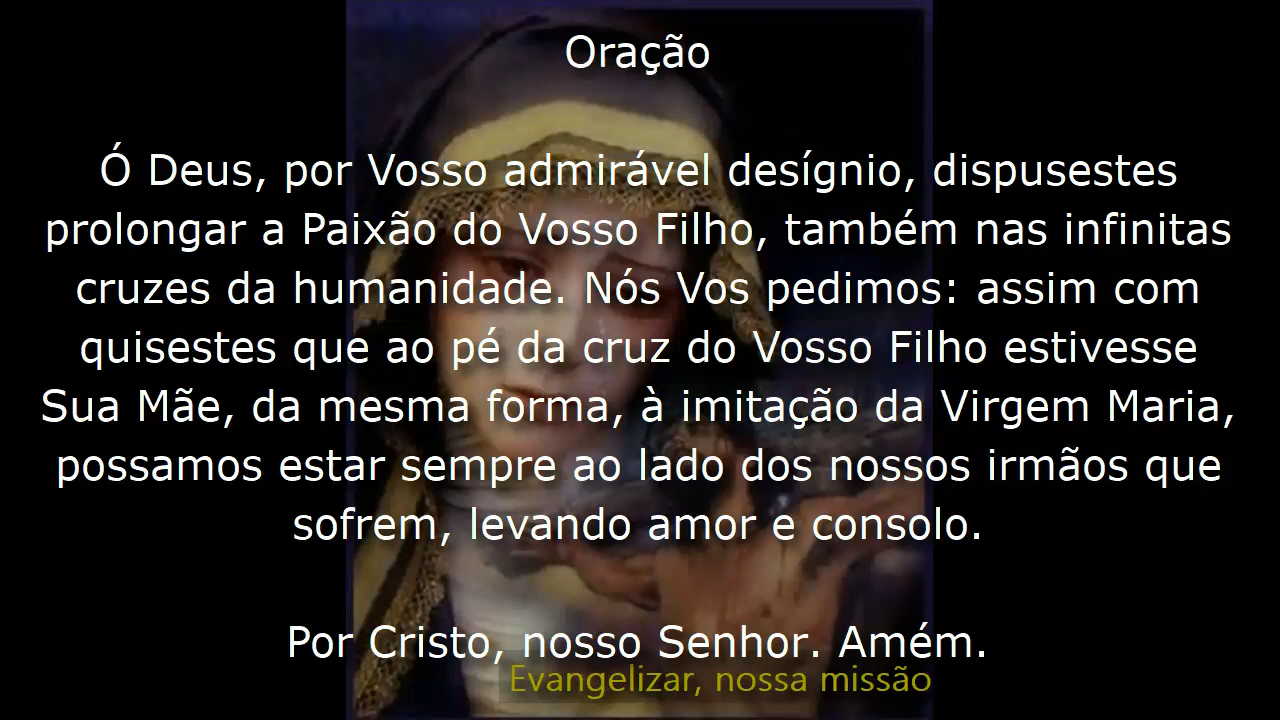 Oração
Ó Deus, por Vosso admirável desígnio, dispusestes
prolongar a Paixão do Vosso Filho, também nas infinitas
cruzes da humanidade. Nós Vos pedimos: assim com
quisestes que ao pé da cruz do Vosso Filho estivesse
Sua Mãe, da mesma forma, à imitação da Virgem Maria,
possamos estar sempre ao lado dos nossos irmãos que
sofrem, levando amor e consolo.
Por Cristo, nosso Senhor. Amém.
Evangelizar, nossa missão